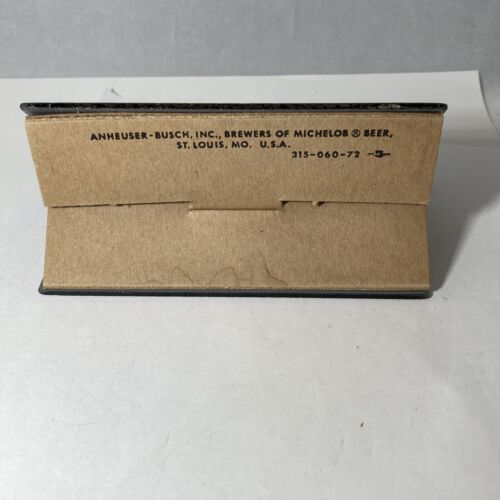 ANHEUSER-BUSCH, INC., BREWERS OF MICHELOB ® BEER,
ST. LOUIS, MO. U.S.A.
315-060-72